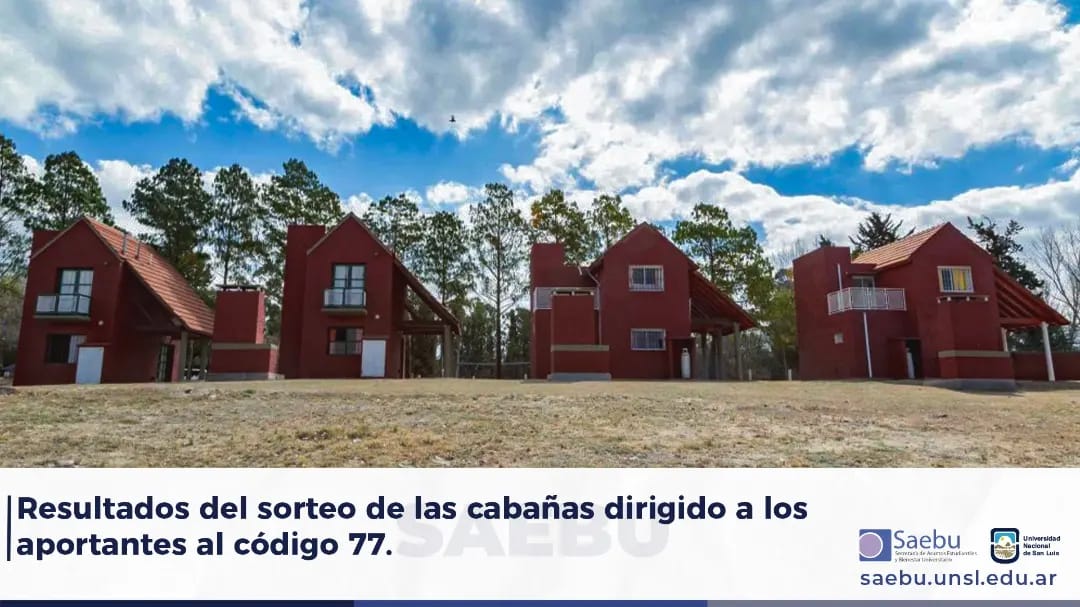 Resultados del sorteo de las cabañas dirigido a los
aportantes al código 77.
SAEBU
Saebu
Secretaría de Asuntos Estudiantiles
y Bienestar Universitario
Universidad
Nacional
de San Luis
saebu.unsl.edu.ar